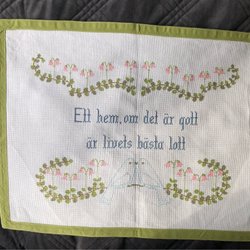 Ett hem, om det är gott
är livets bästa lott